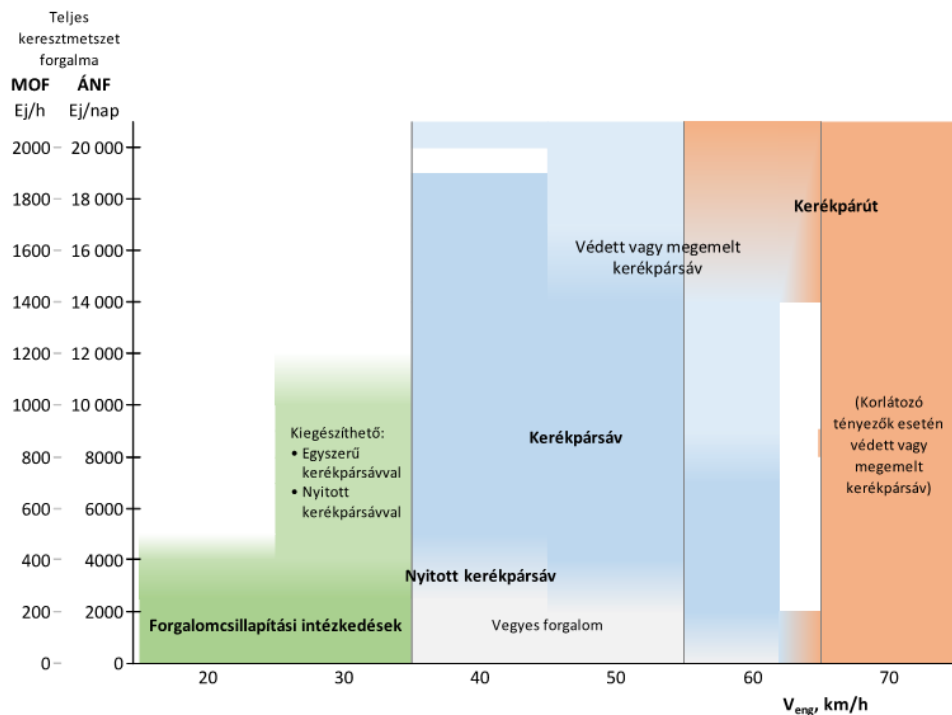 Teljes
keresztmetszet
forgalma
MOF ÁNF
Ej/h Ej/nap
2000 20 000
1800 18 000
1600 16 000
1400 14 000
1200 12 000
1000 10 000
800 8000
600 6000
400 4000
200 2000
0 0
Kerékpárút
Védett vagy megemelt
kerékpársáv
(Korlátozó
tényezők esetén
védett vagy
megemelt
kerékpársáv)
Kiegészíthető:
• Egyszerű
kerékpársávval
• Nyitott
kerékpársávval
Kerékpársáv
Nyitott kerékpársáv
Forgalomcsillapítási intézkedések
Vegyes forgalom
20 30 40 50 60 70
Veng, km/h